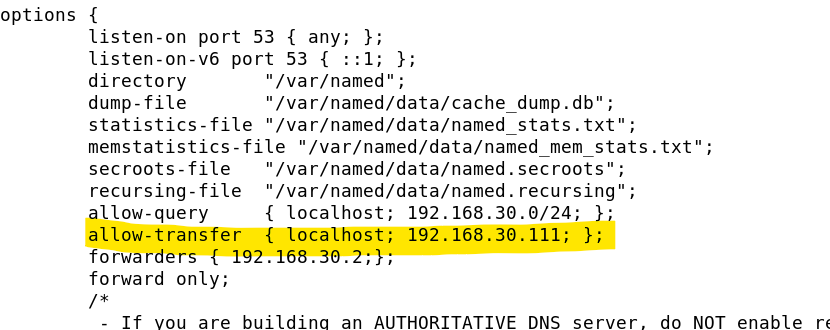 options {
listen-on port 53 { any; };
listen-on-v6 port 53 { ::1; };
directory "/var/named";
dump-file "/var/named/data/cache_dump.db";
statistics-file "/var/named/data/named_stats.txt";
memstatistics-file "/var/named/data/named_mem_stats.txt";
secroots-file "/var/named/data/named.secroots";
recursing-file "/var/named/data/named.recursing";
allow-query { localhost; 192.168.30.0/24; };
allow-transfer { localhost; 192.168.30.111; };
forwarders { 192.168.30.2;};
forward only;
/*
- If you are building an AUTHORITATIVE DNS server, do NOT enable re